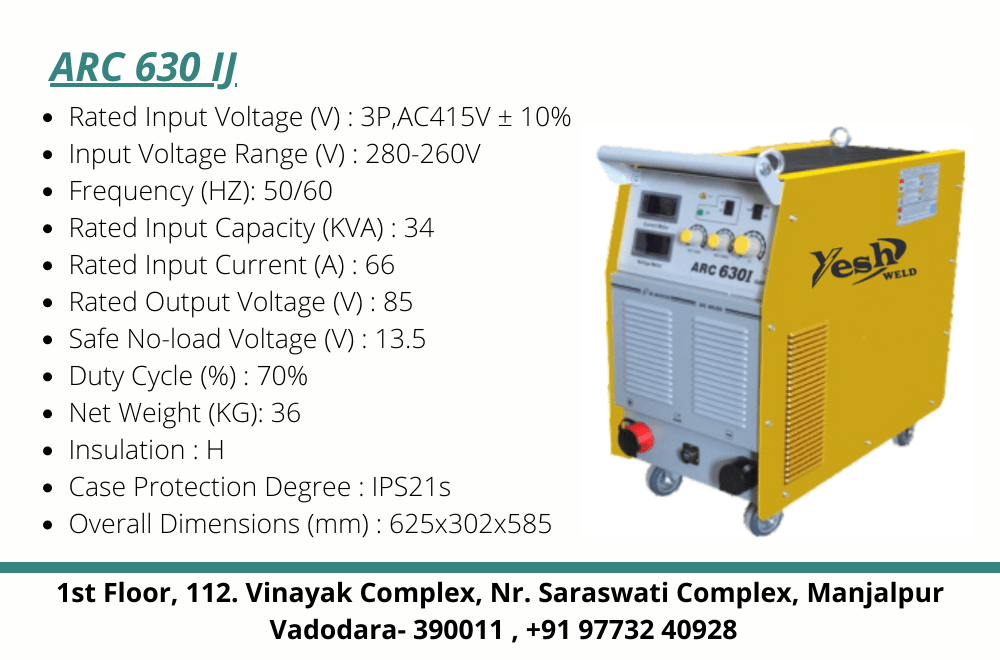 ARC 630 IJ
• Rated Input Voltage (V) : 3P,AC415V ± 10%
• Input Voltage Range (V) : 280-260V
• Frequency (HZ): 50/60
• Rated Input Capacity (KVA) : 34
• Rated Input Current (A) : 66
• Rated Output Voltage (V) : 85
• Safe No-load Voltage (V) : 13.5
• Duty Cycle (%) : 70%
• Net Weight (KG): 36
• Insulation : H
• Case Protection Degree : IPS21s
• Overall Dimensions (mm) : 625x302x585
ARC 630I
Yesh
WELD
1st Floor, 112. Vinayak Complex, Nr. Saraswati Complex, Manjalpur
Vadodara- 390011 , +91 97732 40928